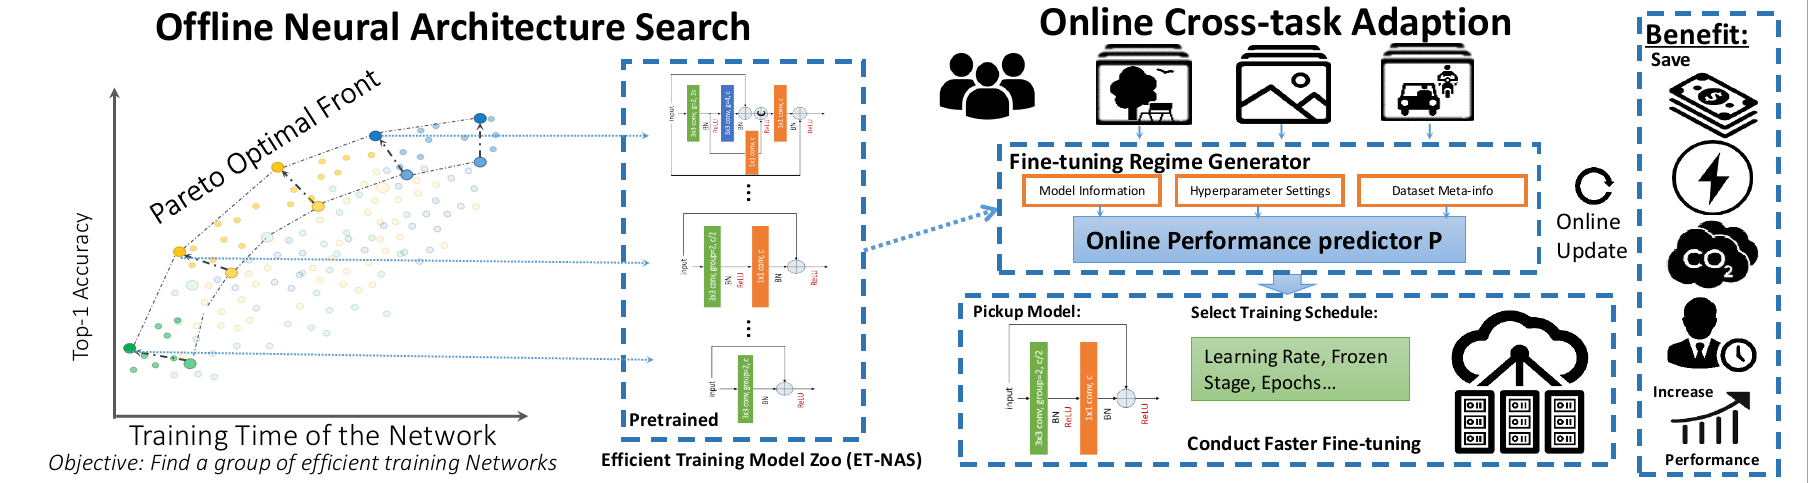 Offline Neural Architecture Search
Pareto Optimal Front
Top-1 Accuracy
Training Time of the Network
Objective: Find a group of efficient training Networks
input
3x3 conv, g=2, 2c
BN
ReLU
3x3 conv, g=4, c
BN
C
ReLU
1x1 conv, c
1x1 conv, c
BN
ReLU
input
3x3 conv, group=2, c/2
BN
ReLU
1x1 conv, c
BN
ReLU
input
3x3 conv, group=2, c
BN
ReLU
Pretrained
Efficient Training Model Zoo (ET-NAS)
Online Cross-task Adaption
Fine-tuning Regime Generator
Model Information
Hyperparameter Settings
Dataset Meta-info
Online Performance predictor P
Online
Update
Pickup Model:
input
3x3 conv, group=2, c/2
BN
ReLU
1x1 conv, c
BN
ReLU
Select Training Schedule:
Learning Rate, Frozen
Stage, Epochs...
Conduct Faster Fine-tuning
Benefit:
Save
$
CO2
Increase
Performance